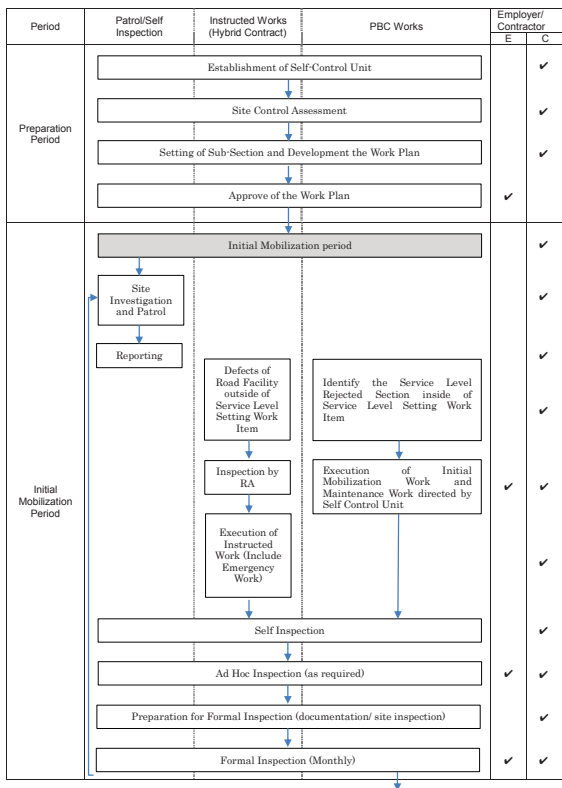 Period
Patrol/Self
Inspection
Instructed Works
(Hybrid Contract)
PBC Works
Employer/
Contractor
E
C
Preparation
Period
Establishment of Self-Control Unit
✔
Site Control Assessment
✔
Setting of Sub-Section and Development the Work Plan
✔
Approve of the Work Plan
✔
Initial
Mobilization
Period
Initial Mobilization period
✔
Site
Investigation
and Patrol
✔
Reporting
✔
Defects of
Road Facility
outside of
Service Level
Setting Work
Item
Identify the Service Level
Rejected Section inside of
Service Level Setting Work
Item
✔
Inspection by
RA
Execution of Initial
Mobilization Work and
Maintenance Work directed by
Self Control Unit
✔ ✔
Execution of
Instructed
Work (Include
Emergency
Work)
✔
Self Inspection
✔
Ad Hoc Inspection (as required)
✔ ✔
Preparation for Formal Inspection (documentation/ site inspection)
✔
Formal Inspection (Monthly)
✔ ✔